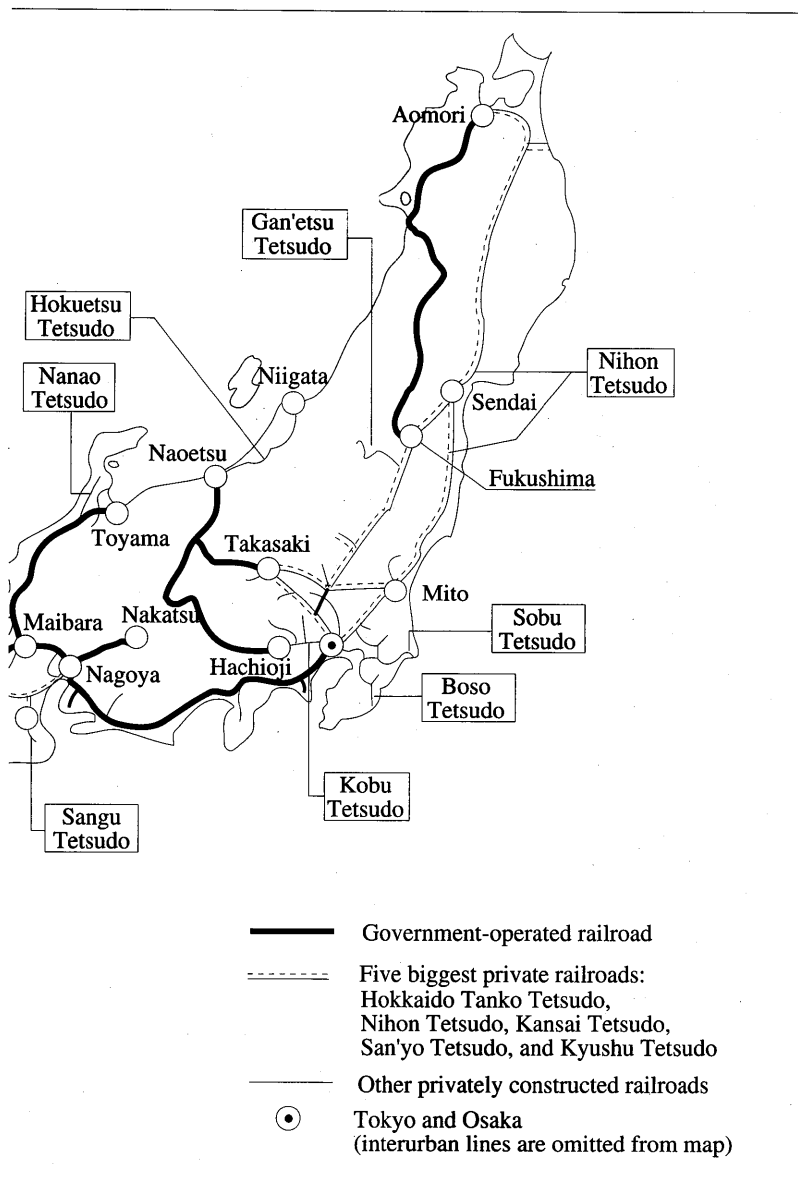 Aomori
Gan'etsu
Tetsudo
Hokuetsu
Tetsudo
Nanao
Tetsudo
Niigata
Nihon
Tetsudo
Sendai
Naoetsu
Fukushima
Toyama
Takasaki
Mito
Maibara
Nakatsu
Sobu
Tetsudo
Hachioji
Nagoya
Boso
Tetsudo
Kobu
Tetsudo
Sangu
Tetsudo
Government-operated railroad
Five biggest private railroads:
Hokkaido Tanko Tetsudo,
Nihon Tetsudo, Kansai Tetsudo,
San'yo Tetsudo, and Kyushu Tetsudo
Other privately constructed railroads
Tokyo and Osaka
(interurban lines are omitted from map)